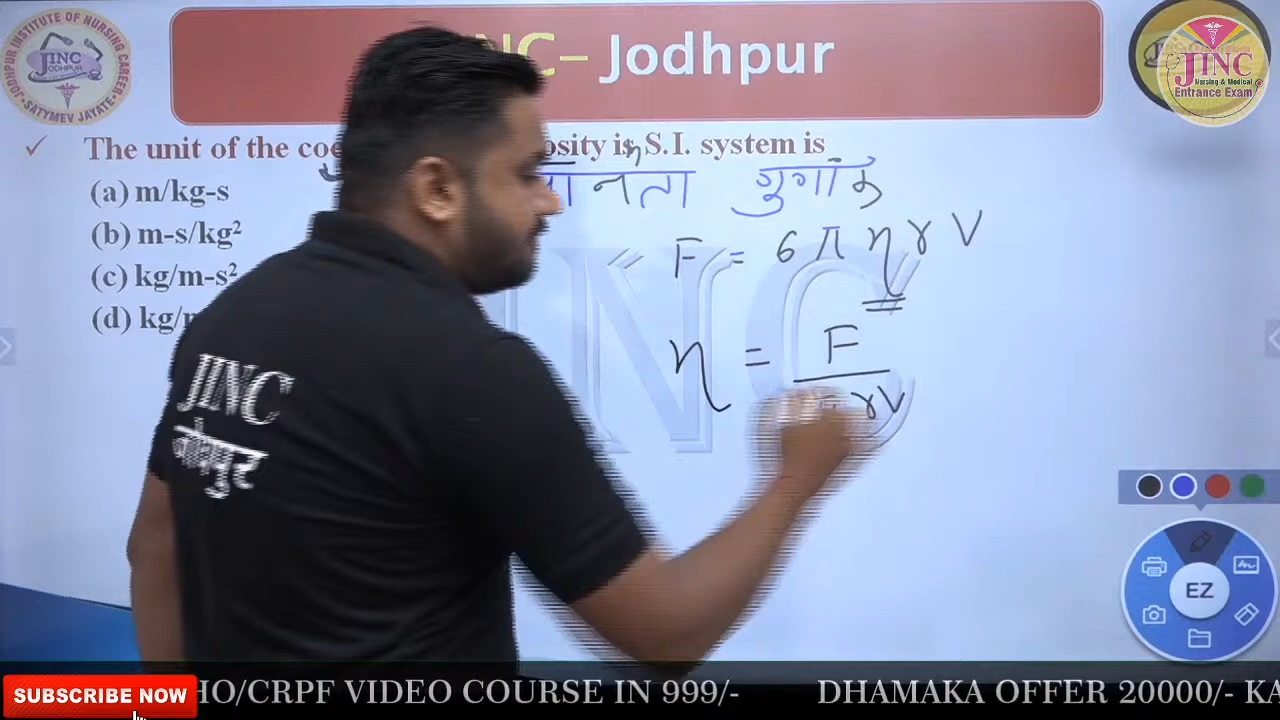 JODHPUR INSTITUTE OF NURSING CAREER
JINC
JODHPUR
SATYMEV JAYATE
NC– Jodhpur
JINC
Nursing & Medical
Entrance Exam
✓ The unit of the osity is S.I. system is
η
नता गुणांक
(a) m/kg-s
(b) m-s/kg²
(c) kg/m-s²
(d) kg/
F = 6 π η r V
η = F / r V
JINC
जोधपुर
EZ
SUBSCRIBE NOW
HO/CRPF VIDEO COURSE IN 999/- DHAMAKA OFFER 20000/- KA